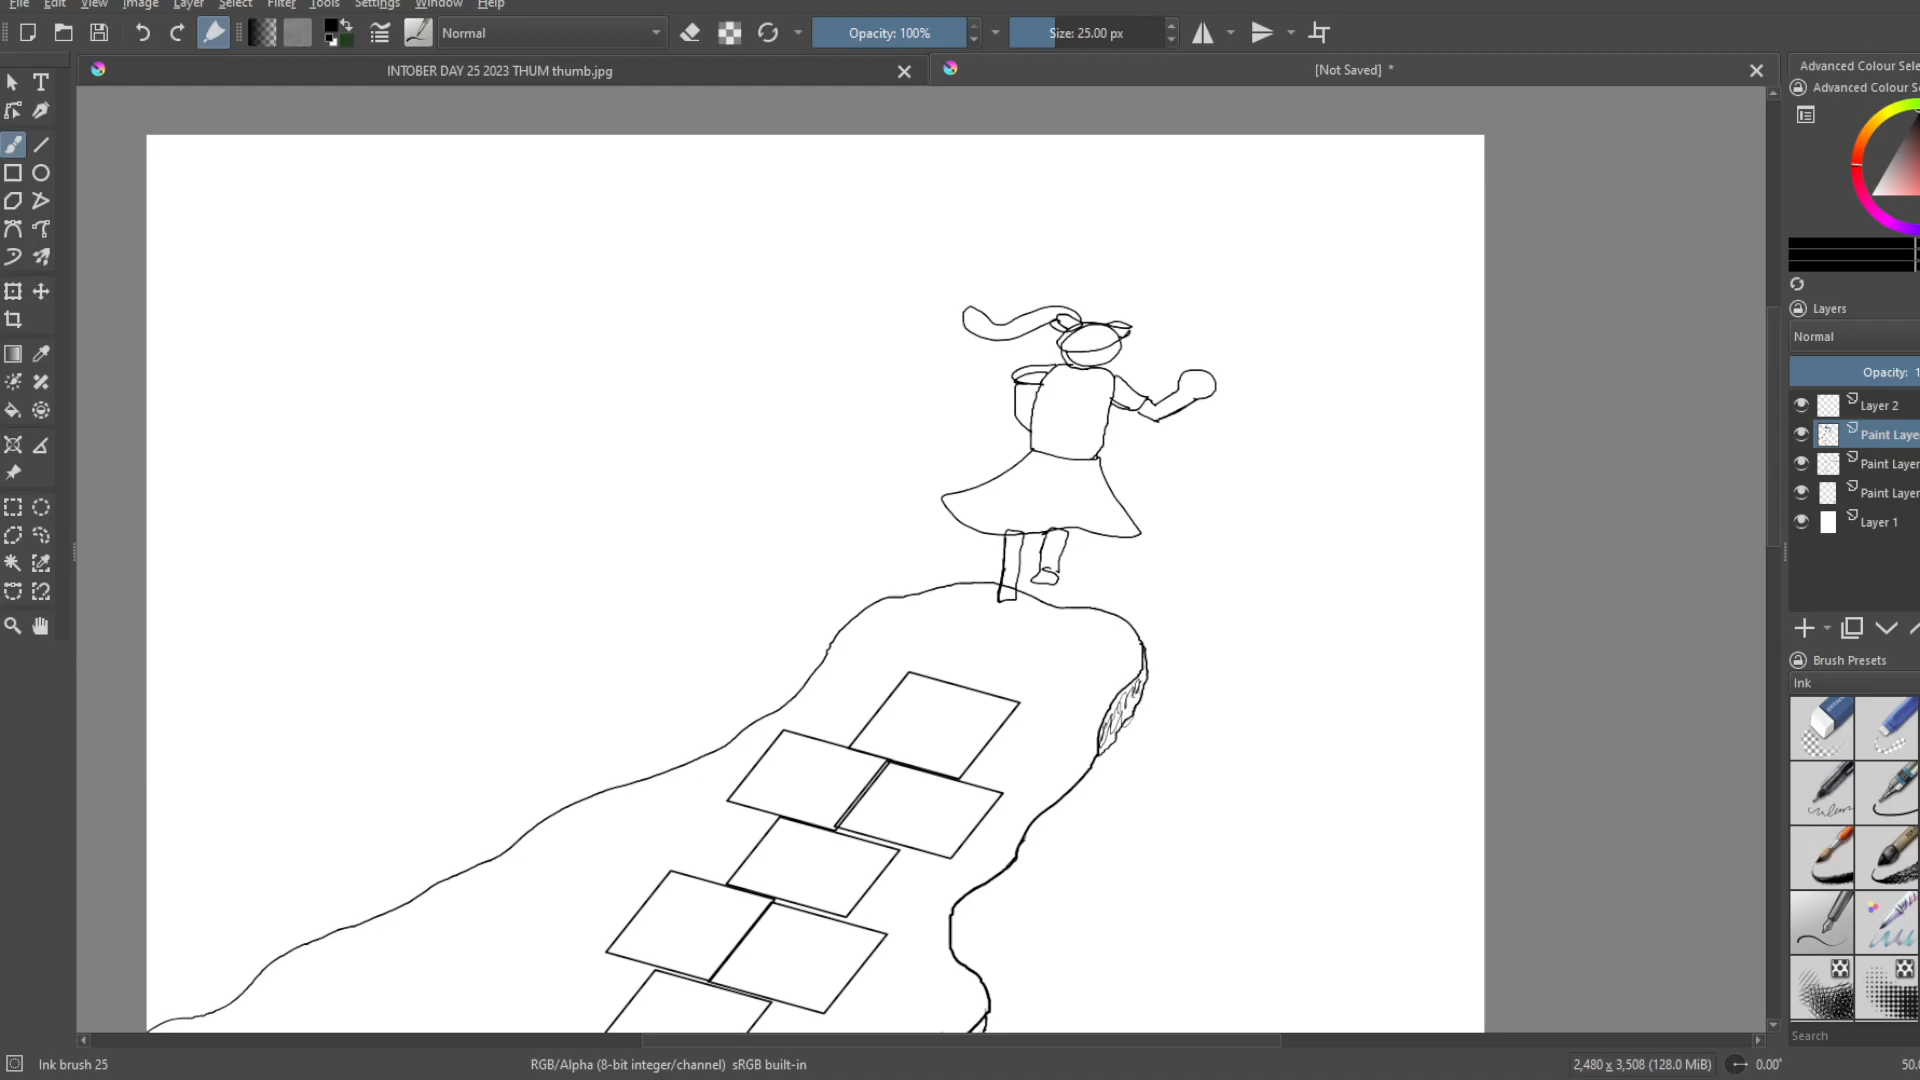 File Edit View Image Layer Select Filter Tools Settings Window Help
Normal Opacity: 100% Size: 25.00 px
INTOBER DAY 25 2023 THUM thumb.jpg [Not Saved] *
Advanced Colour Sele
Advanced Colour Se
Layers
Normal
Opacity: 1
Layer 2
Paint Laye
Paint Layer
Paint Layer
Layer 1
Brush Presets
Ink
Search
Ink brush 25 RGB/Alpha (8-bit integer/channel) sRGB built-in 2,480 x 3,508 (128.0 MiB) 0.00° 50.